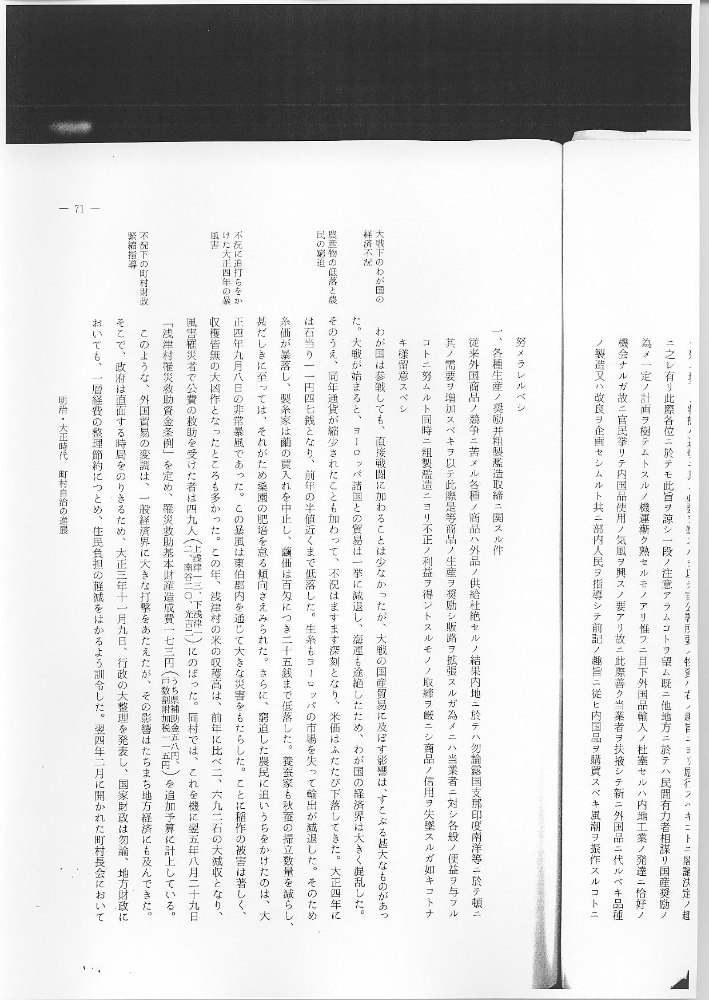 ニ之レ有リ此際各位ニ於テモ此旨ヲ諒シ一段ノ注意アラムコトヲ望ム既ニ他地方ニ於テハ民間有力者相謀リ国産奨励ノ
為メ一定ノ計画ヲ樹テムトスルノ機運漸ク熟セルモノアリ惟フニ目下外国品輸入ノ杜塞セルハ内地工業ノ発達ニ恰好ノ
機会ナルガ故ニ官民挙リテ内国品使用ノ気風ヲ興スノ要アリ故ニ此際善ク当業者ヲ扶掖シテ新ニ外国品ニ代ルベキ品種
ノ製造又ハ改良ヲ企画セシムルト共ニ部内人民ヲ指導シテ前記ノ趣旨ニ従ヒ内国品ヲ購買スベキ風潮ヲ振作スルコトニ
努メラレルベシ
一、各種生産ノ奨励并粗製濫造取締ニ関スル件
従来外国商品ノ競争ニ苦メル各種ノ商品ハ外品ノ供給杜絶セルノ結果内地ニ於テハ勿論露国支那印度南洋等ニ於テ頓ニ
其ノ需要ヲ増加スベキヲ以テ此際是等商品ノ生産ヲ奨励シ販路ヲ拡張スルガ為メニハ当業者ニ対シ各般ノ便益ヲ与フル
コトニ努ムルト同時ニ粗製濫造ニヨリ不正ノ利益ヲ得ントスルモノノ取締ヲ厳ニシ商品ノ信用ヲ失墜スルガ如キコトナ
キ様留意スベシ
大戦下のわが国の
経済不況
わが国は参戦しても、直接戦闘に加わることは少なかったが、大戦の国産貿易に及ぼす影響は、すこぶる甚大なものがあっ
た。大戦が始まると、ヨーロッパ諸国との貿易は一挙に減退し、海運も途絶したため、わが国の経済界は大きく混乱した。
農産物の低落と農
民の窮迫
そのうえ、同年通貨が縮少されたことも加わって、不況はますます深刻となり、米価はふたたび下落してきた。大正四年に
は石当り一一円四七銭となり、前年の半値近くまで低落した。生糸もヨーロッパの市場を失って輸出が減退した。そのため
糸価が暴落し、製糸家は繭の買入れを中止し、繭価は百匁につき二十五銭まで低落した。養蚕家も秋蚕の掃立数量を減らし、
甚だしきに至っては、それがため桑園の肥培を怠る傾向さえみられた。さらに、窮迫した農民に追いうちをかけたのは、大
不況に追打ちをか
けた大正四年の暴
風害
正四年九月八日の非常暴風であった。この暴風は東伯郡内を通じて大きな災害をもたらした。ことに稲作の被害は著しく、
収穫皆無の大凶作となったところも多かった。この年、浅津村の米の収穫高は、前年に比べ二、六九二石の大減収となり、
風害罹災者で公費の救助を受けた者は四九人(上浅津一三、下浅津一二、南谷二〇、光吉二)にのぼった。同村では、これを機に翌五年八月二十九日
「浅津村罹災救助資金条例」を定め、罹災救助基本財産造成費一七三円(うち県補助金五八円、戸数割附加税一一五円)を追加予算に計上している。
不況下の町村財政
緊縮指導
このような、外国貿易の変調は、一般経済界に大きな打撃をあたえたが、その影響はたちまち地方経済にも及んできた。
そこで、政府は直面する時局をのりきるため、大正三年十一月九日、行政の大整理を発表し、国家財政は勿論、地方財政に
おいても、一層経費の整理節約につとめ、住民負担の軽減をはかるよう訓令した。翌四年二月に開かれた町村長会において
明治・大正時代 町村自治の進展
— 71 —